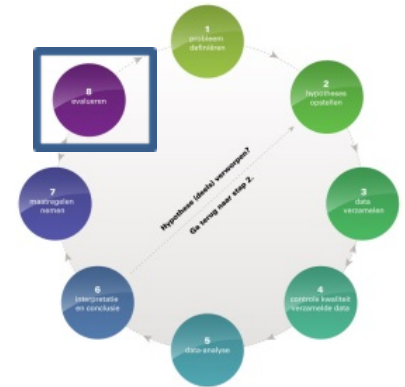 1
probleem
definiëren
2
hypotheses
opstellen
3
data
verzamelen
4
controle kwaliteit
verzamelde data
5
data-analyse
6
interpretatie
en conclusie
7
maatregelen
nemen
8
evalueren
Hypothese (deels) verworpen?
Ga terug naar stap 2.